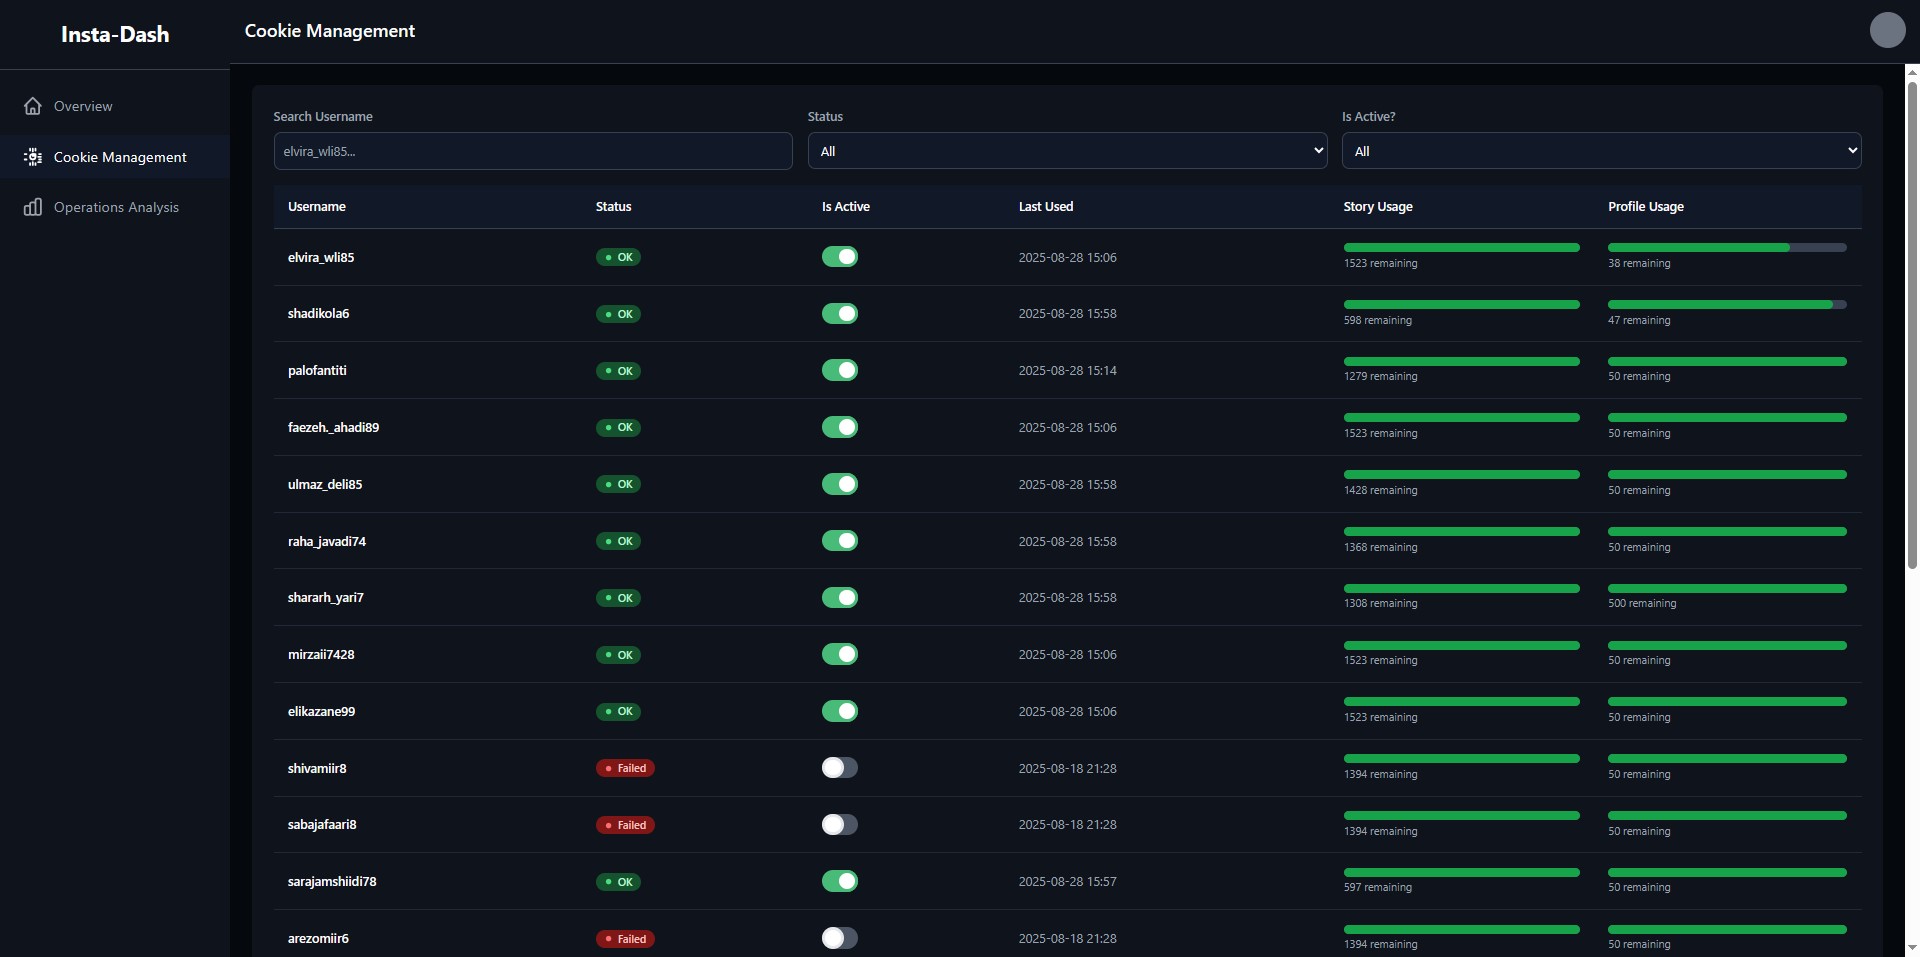 Insta-Dash
Cookie Management
Overview
Cookie Management
Operations Analysis
Search Username
Status
Is Active?
elvira_wli85...
All
All
Username Status Is Active Last Used Story Usage Profile Usage
elvira_wli85 OK 2025-08-28 15:06 1523 remaining 38 remaining
shadikola6 OK 2025-08-28 15:58 598 remaining 47 remaining
palofantiti OK 2025-08-28 15:14 1279 remaining 50 remaining
faezeh._ahadi89 OK 2025-08-28 15:06 1523 remaining 50 remaining
ulmaz_deli85 OK 2025-08-28 15:58 1428 remaining 50 remaining
raha_javadi74 OK 2025-08-28 15:58 1368 remaining 50 remaining
shararh_yari7 OK 2025-08-28 15:58 1308 remaining 500 remaining
mirzaii7428 OK 2025-08-28 15:06 1523 remaining 50 remaining
elikazane99 OK 2025-08-28 15:06 1523 remaining 50 remaining
shivamiir8 Failed 2025-08-18 21:28 1394 remaining 50 remaining
sabajafaari8 Failed 2025-08-18 21:28 1394 remaining 50 remaining
sarajamshiidi78 OK 2025-08-28 15:57 597 remaining 50 remaining
arezomiir6 Failed 2025-08-18 21:28 1394 remaining 50 remaining